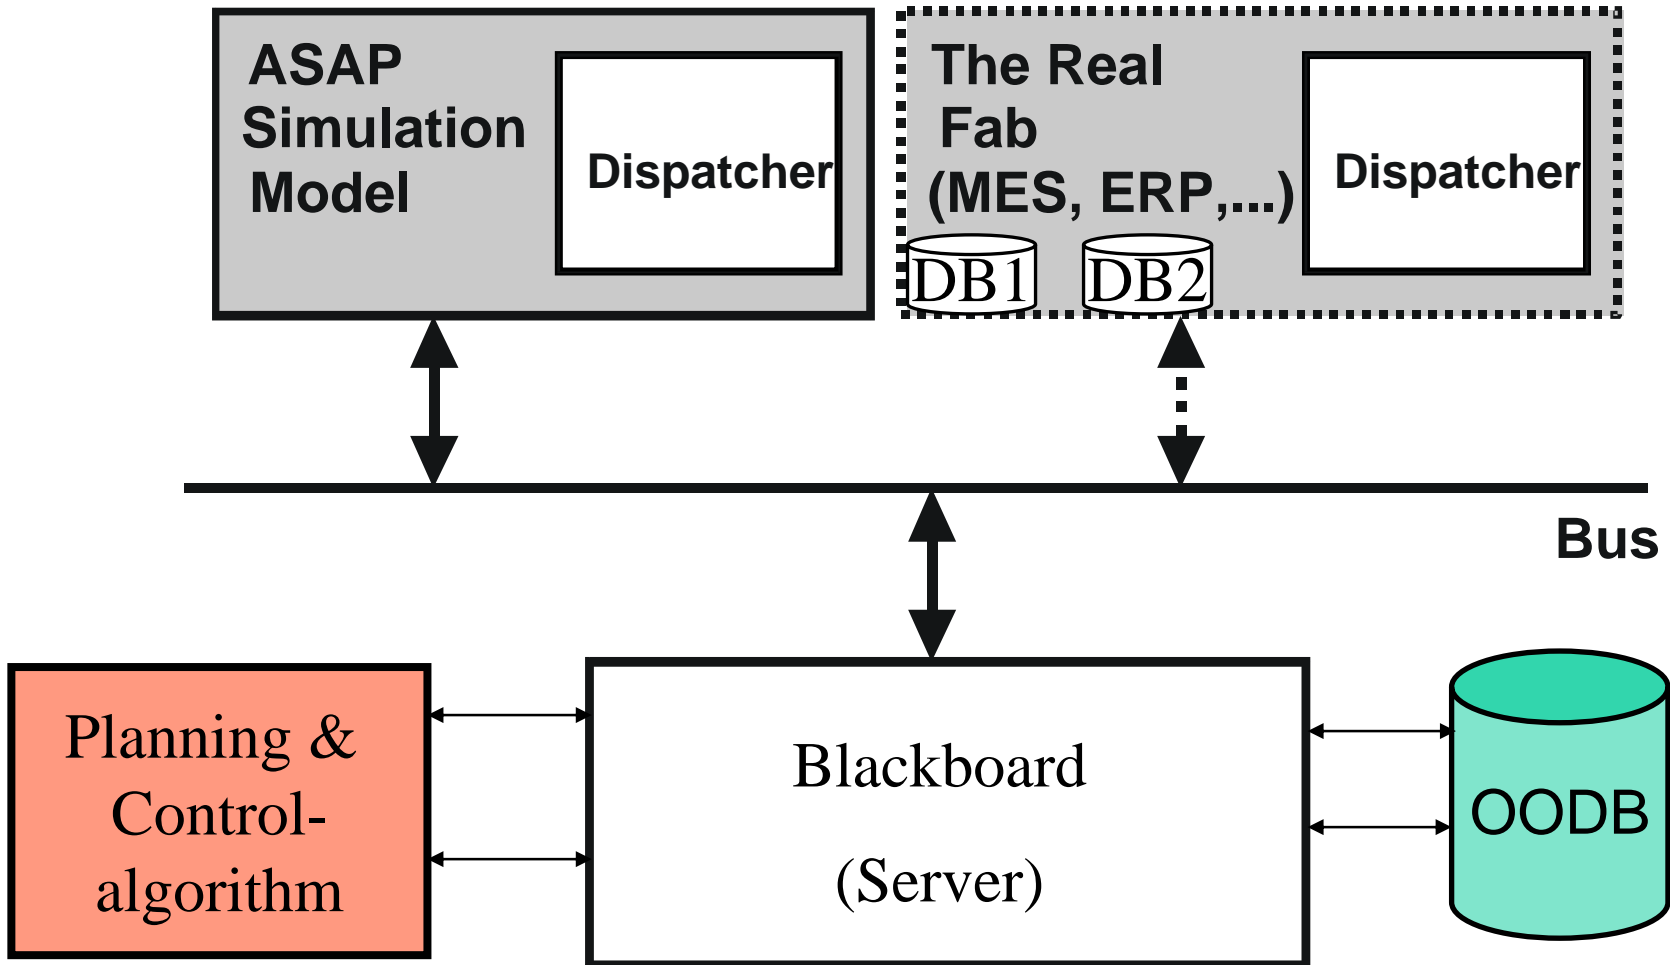 ASAP
Simulation
Model
Dispatcher
The Real
Fab
(MES, ERP,...)
Dispatcher
DB1
DB2
Bus
Planning &
Control-
algorithm
Blackboard
(Server)
OODB